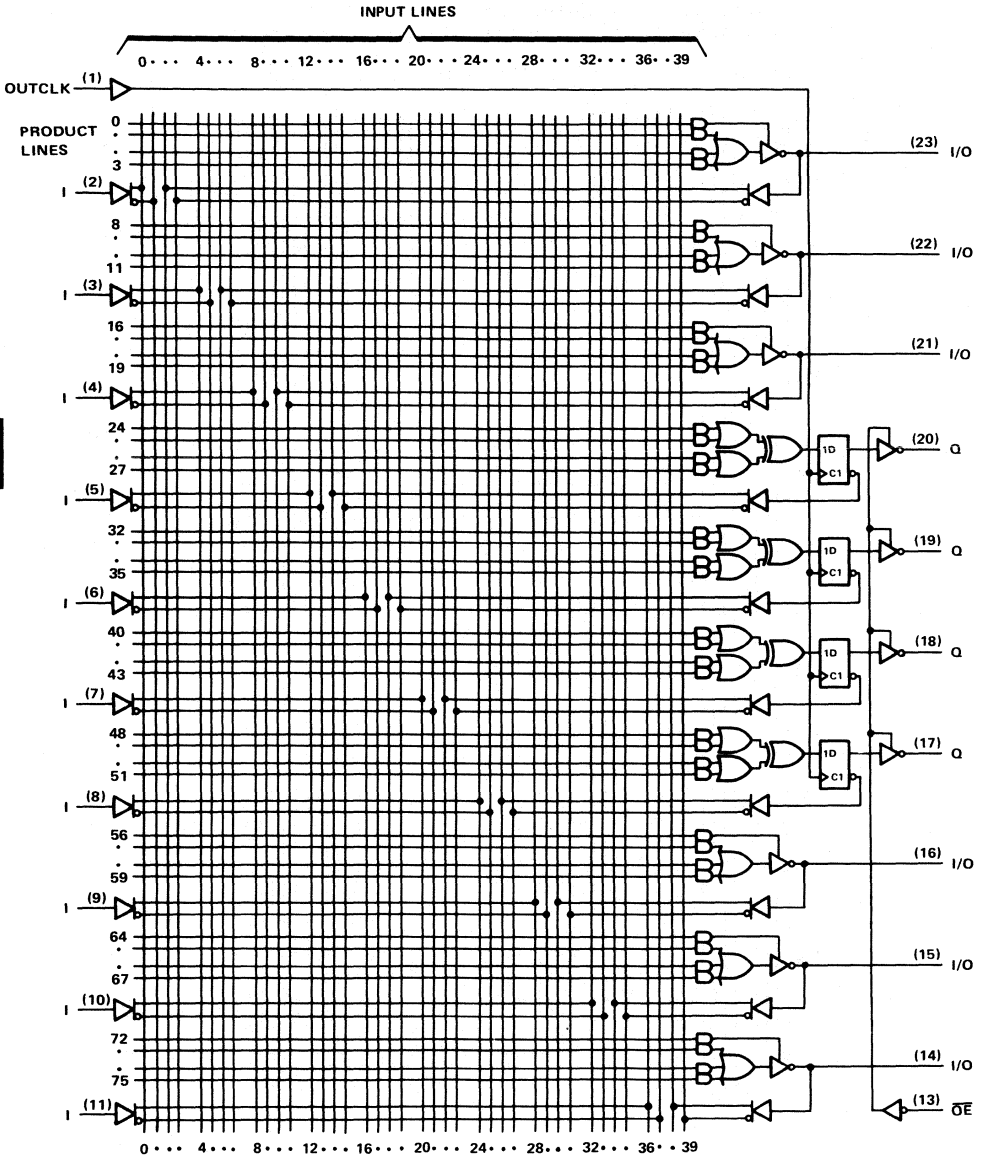 INPUT LINES
0 • • • 4 • • • 8 • • • 12 • • • 16 • • • 20 • • • 24 • • • 28 • • • 32 • • • 36 • • 39
OUTCLK (1)
PRODUCT LINES
0
•
•
3
(23) I/O
I (2)
8
•
•
11
(22) I/O
I (3)
16
•
•
19
(21) I/O
I (4)
24
•
•
27
1D
C1
(20) Q
I (5)
32
•
•
35
1D
C1
(19) Q
I (6)
40
•
•
43
1D
C1
(18) Q
I (7)
48
•
•
51
1D
C1
(17) Q
I (8)
56
•
•
59
(16) I/O
I (9)
64
•
•
67
(15) I/O
I (10)
72
•
•
75
(14) I/O
I (11)
(13) O̅E̅
0 • • • 4 • • • 8 • • • 12 • • • 16 • • • 20 • • • 24 • • • 28 • • • 32 • • • 36 • • 39